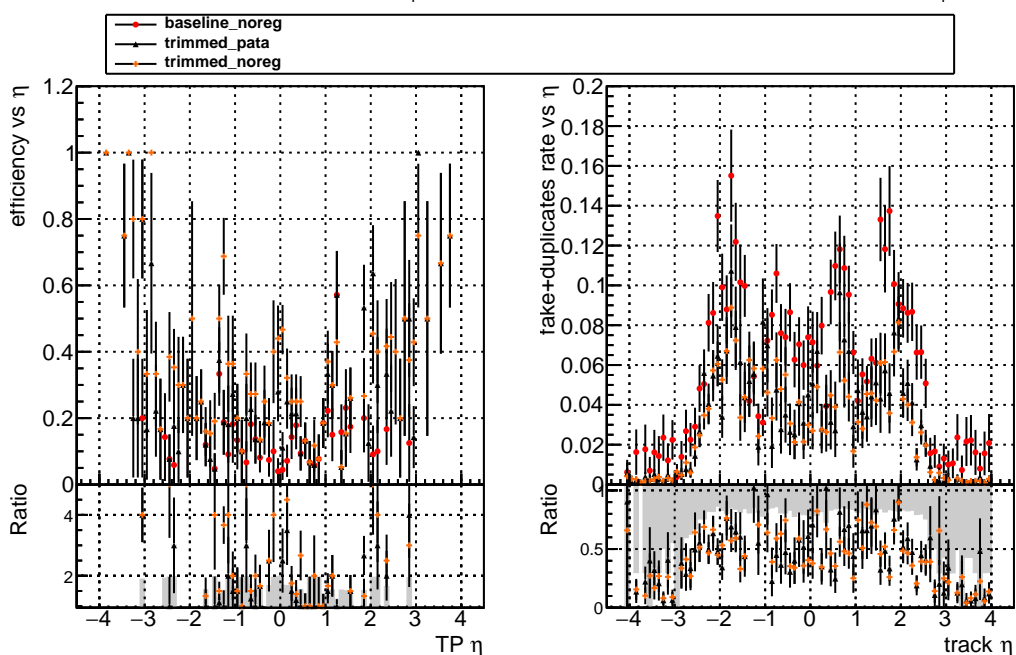 baseline_noreg
trimmed_pata
trimmed_noreg
efficiency vs η
1.2
1
0.8
0.6
0.4
0.2
0
Ratio
4
2
−4 −3 −2 −1 0 1 2 3 4
TP η
fake+duplicates rate vs η
0.2
0.18
0.16
0.14
0.12
0.1
0.08
0.06
0.04
0.02
0
Ratio
0.5
0
−4 −3 −2 −1 0 1 2 3 4
track η